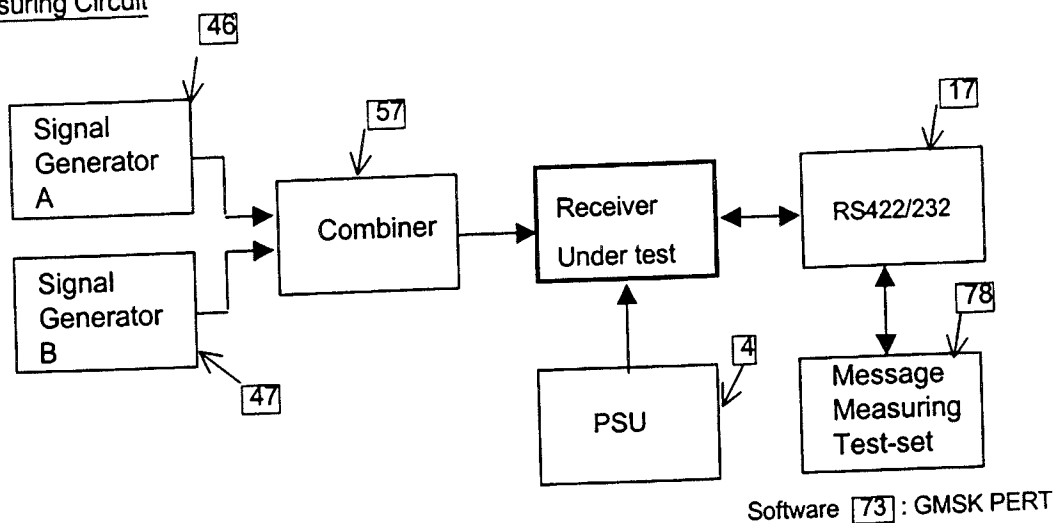 suring Circuit
46
Signal
Generator
A
57
Combiner
Receiver
Under test
17
RS422/232
Signal
Generator
B
47
PSU
4
78
Message
Measuring
Test-set
Software 73 : GMSK PERT